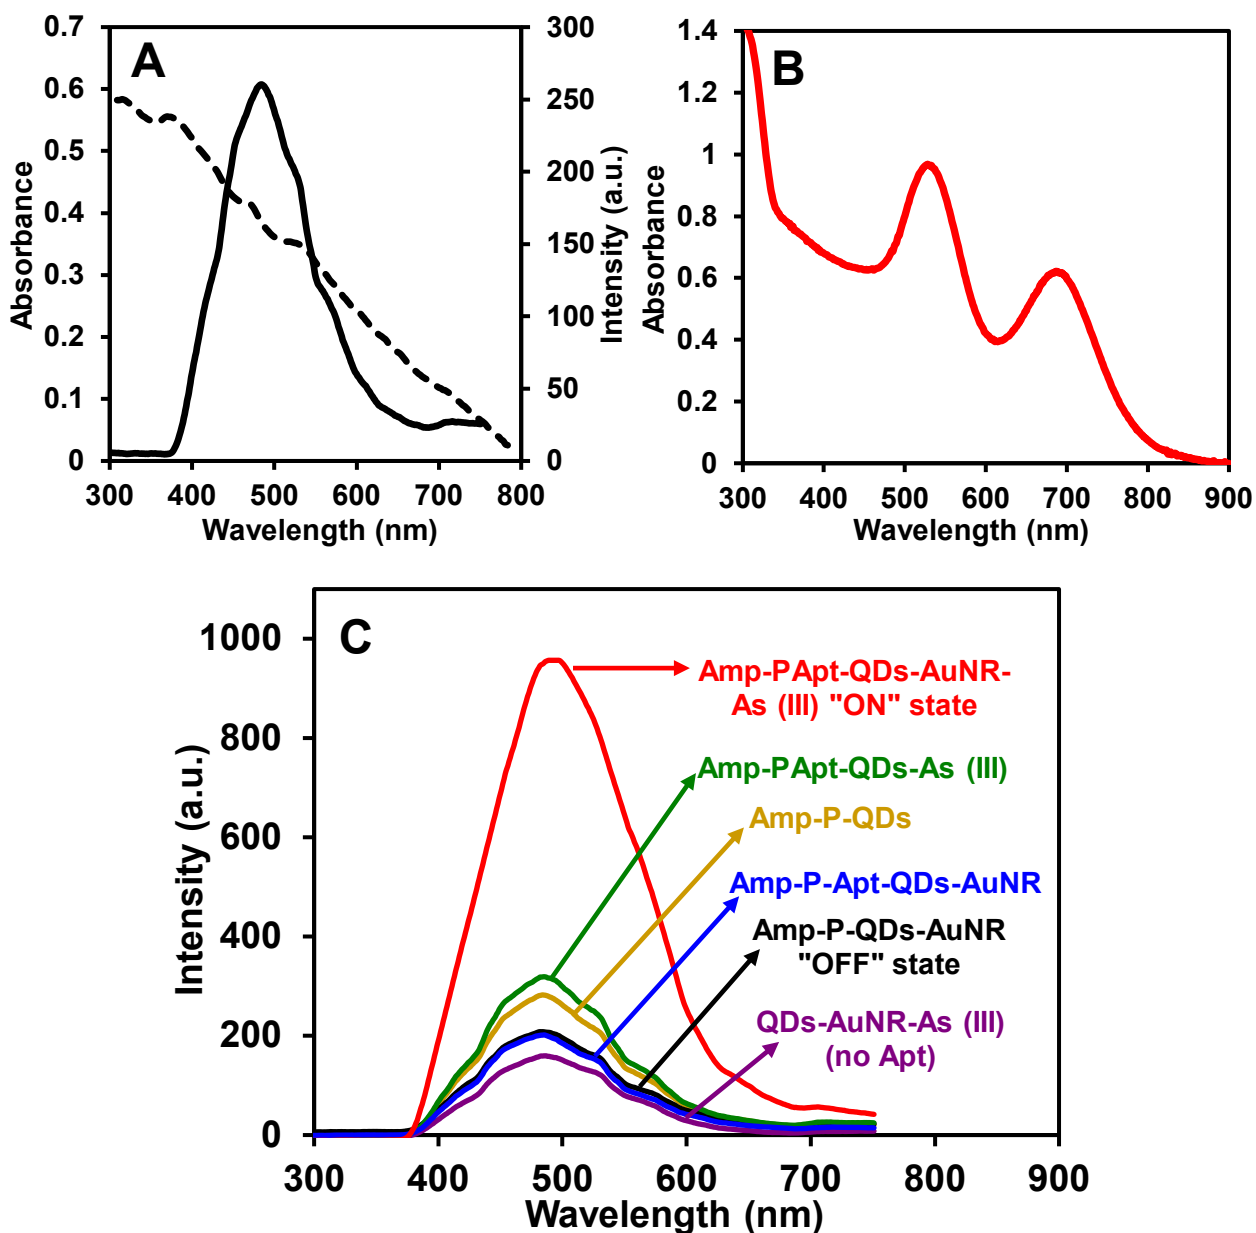 A
0.7
0.6
0.5
0.4
0.3
0.2
0.1
0
Absorbance
300
250
200
150
100
50
0
Intensity (a.u.)
300 400 500 600 700 800
Wavelength (nm)
B
1.4
1.2
1
0.8
0.6
0.4
0.2
0
Absorbance
300 400 500 600 700 800 900
Wavelength (nm)
C
1000
800
600
400
200
0
Intensity (a.u.)
Amp-PApt-QDs-AuNR-
As (III) "ON" state
Amp-PApt-QDs-As (III)
Amp-P-QDs
Amp-P-Apt-QDs-AuNR
Amp-P-QDs-AuNR
"OFF" state
QDs-AuNR-As (III)
(no Apt)
300 400 500 600 700 800 900
Wavelength (nm)